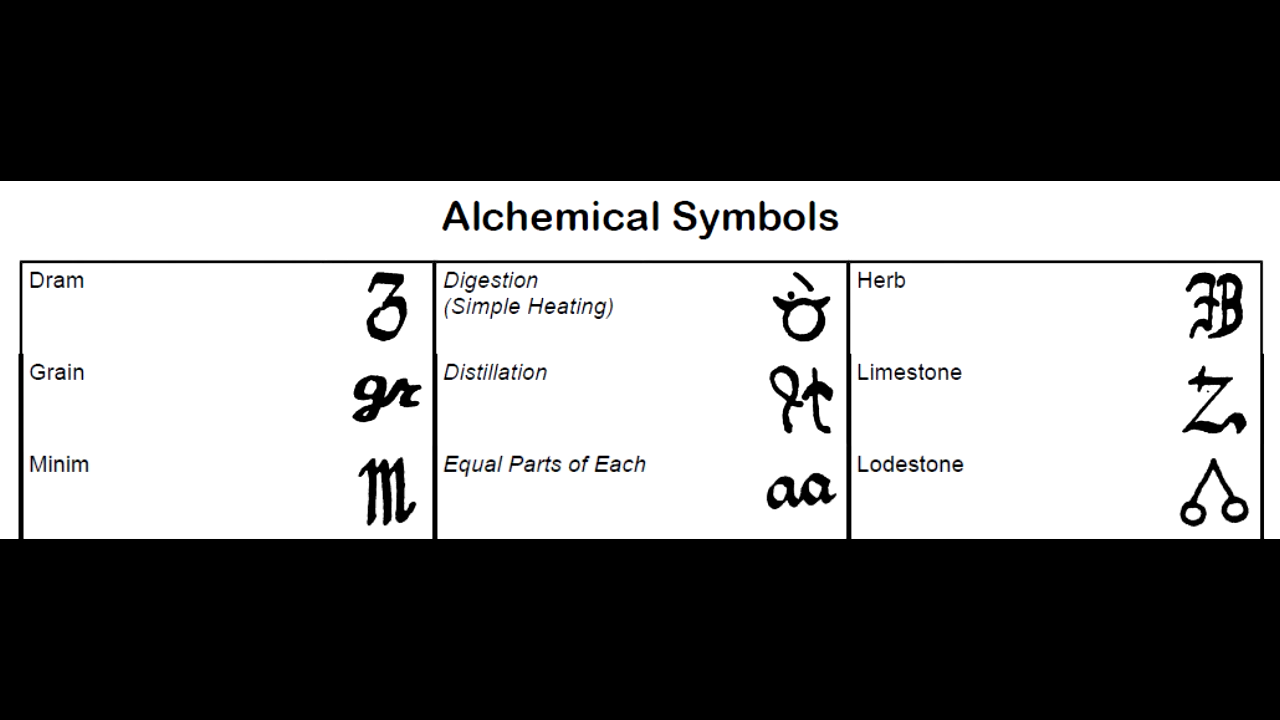 Alchemical Symbols
Dram
Digestion
(Simple Heating)
Herb
Grain
gr
Distillation
Limestone
Minim
Equal Parts of Each
aa
Lodestone